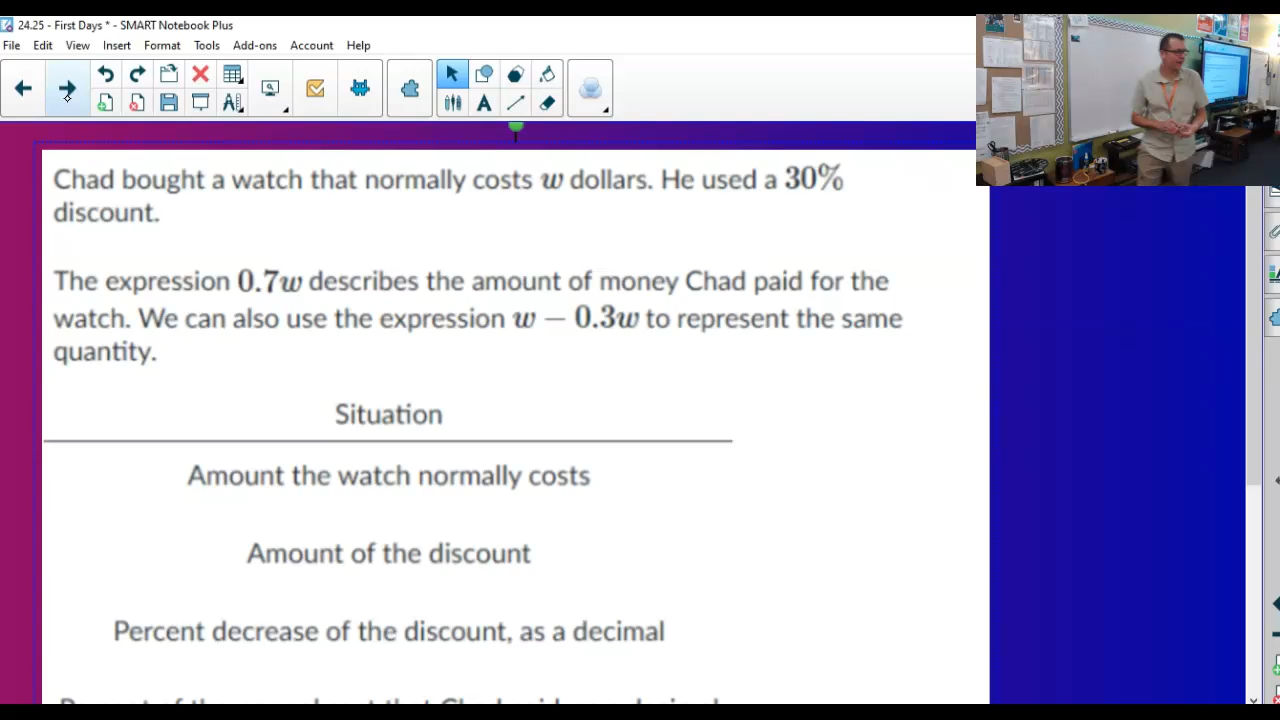 24.25 - First Days * - SMART Notebook Plus
File Edit View Insert Format Tools Add-ons Account Help
Chad bought a watch that normally costs w dollars. He used a 30%
discount.
The expression 0.7w describes the amount of money Chad paid for the
watch. We can also use the expression w − 0.3w to represent the same
quantity.
Situation
Amount the watch normally costs
Amount of the discount
Percent decrease of the discount, as a decimal